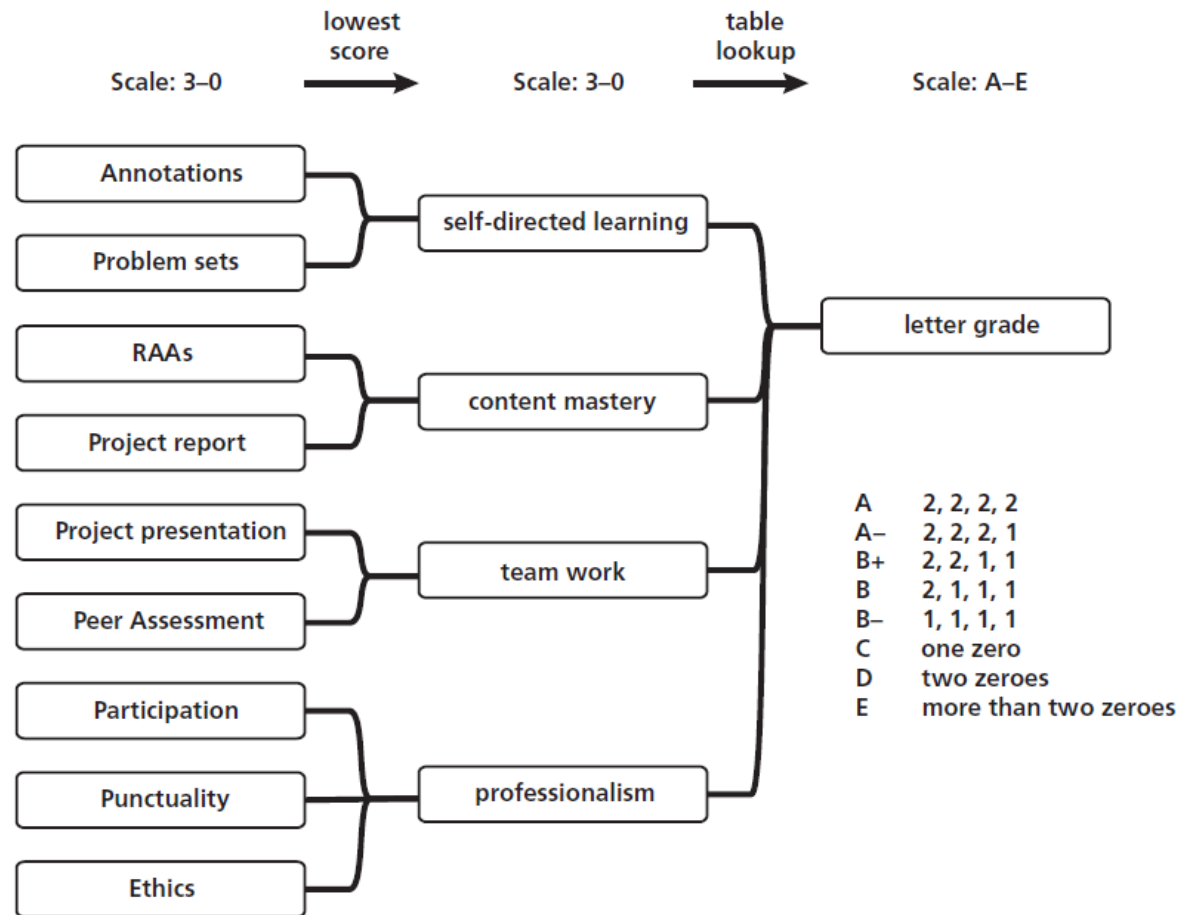 lowest
score
table
lookup
Scale: 3–0
Scale: 3–0
Scale: A–E
Annotations
Problem sets
RAAs
Project report
Project presentation
Peer Assessment
Participation
Punctuality
Ethics
self-directed learning
content mastery
team work
professionalism
letter grade
A 2, 2, 2, 2
A– 2, 2, 2, 1
B+ 2, 2, 1, 1
B 2, 1, 1, 1
B– 1, 1, 1, 1
C one zero
D two zeroes
E more than two zeroes